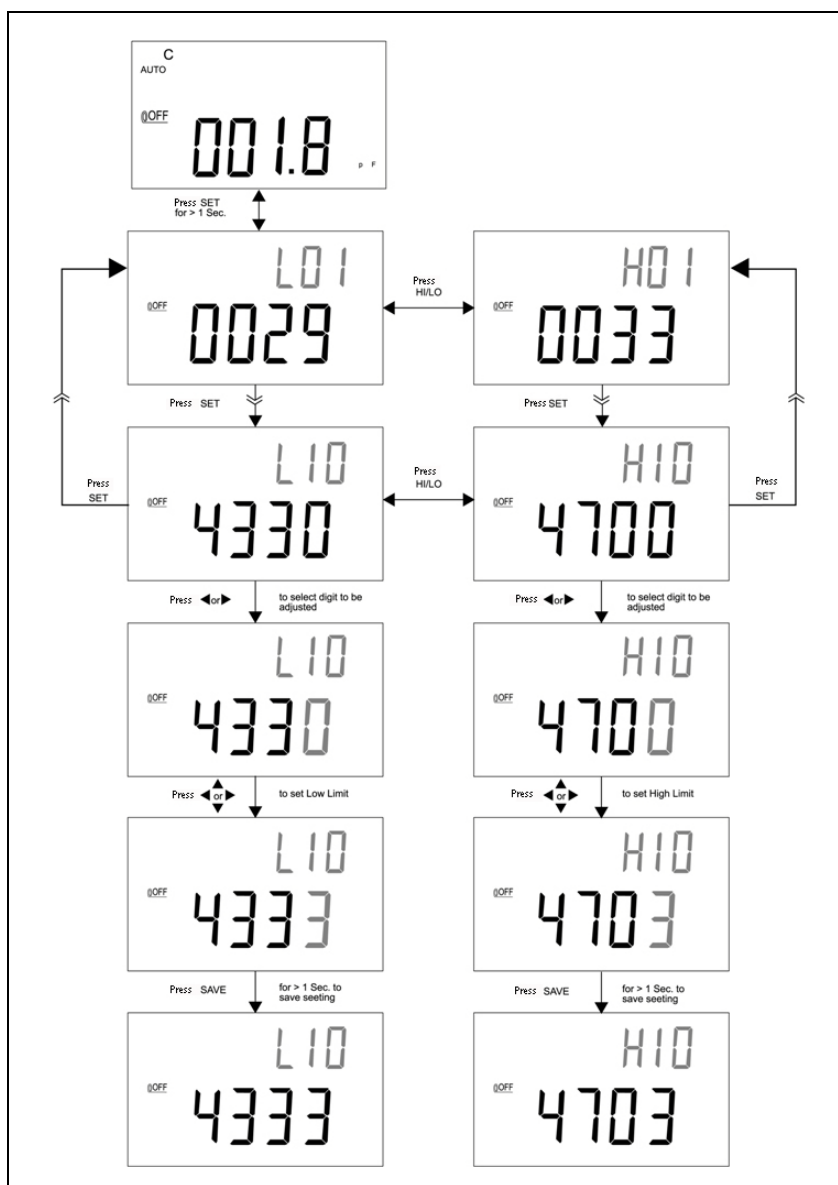 C
AUTO
OFF
001.8
p F
Press SET
for > 1 Sec.
L01
OFF
0029
Press
HI/LO
H01
OFF
0033
Press SET
Press SET
Press
SET
L10
OFF
4330
Press
HI/LO
H10
OFF
4700
Press
SET
Press ◀or▶
to select digit to be
adjusted
Press ◀or▶
to select digit to be
adjusted
L10
OFF
4330
H10
OFF
4700
Press ◀ or ▶
to set Low Limit
Press ◀ or ▶
to set High Limit
L10
OFF
4333
H10
OFF
4703
Press SAVE
for > 1 Sec. to
save seeting
Press SAVE
for > 1 Sec. to
save seeting
L10
OFF
4333
H10
OFF
4703